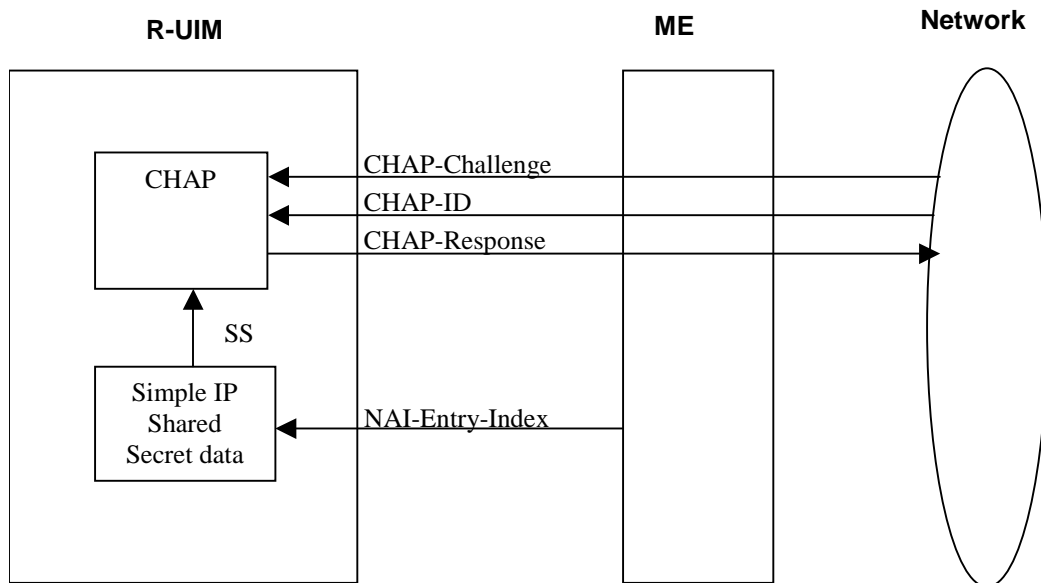 R-UIM
ME
Network
CHAP
CHAP-Challenge
CHAP-ID
CHAP-Response
SS
Simple IP
Shared
Secret data
NAI-Entry-Index